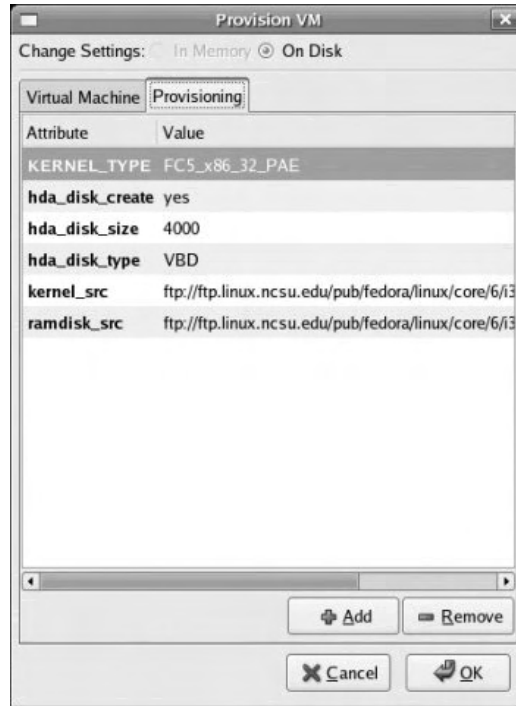 Provision VM
Change Settings: In Memory On Disk
Virtual Machine Provisioning
Attribute Value
KERNEL_TYPE FC5_x86_32_PAE
hda_disk_create yes
hda_disk_size 4000
hda_disk_type VBD
kernel_src ftp://ftp.linux.ncsu.edu/pub/fedora/linux/core/6/i3
ramdisk_src ftp://ftp.linux.ncsu.edu/pub/fedora/linux/core/6/i3
Add Remove
Cancel OK